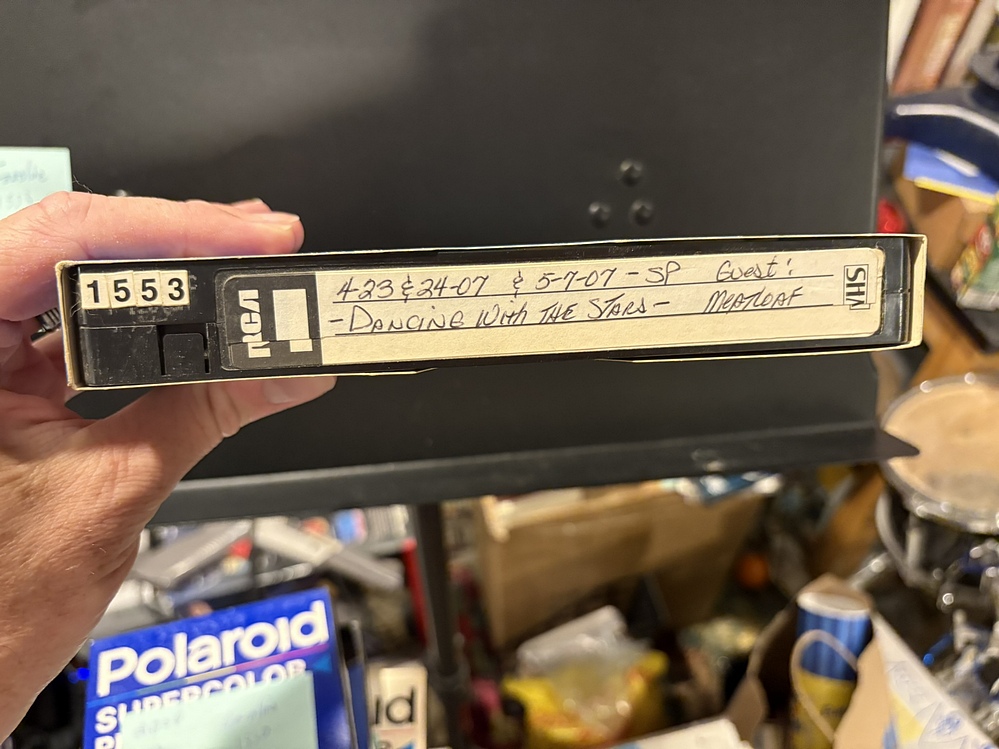 1553
RCA
4-23 & 24-07 & 5-7-07 - SP Guest:
- DANCING WITH THE STARS - MEATLOAF
VHS
Polaroid
SUPERCOLOR
id